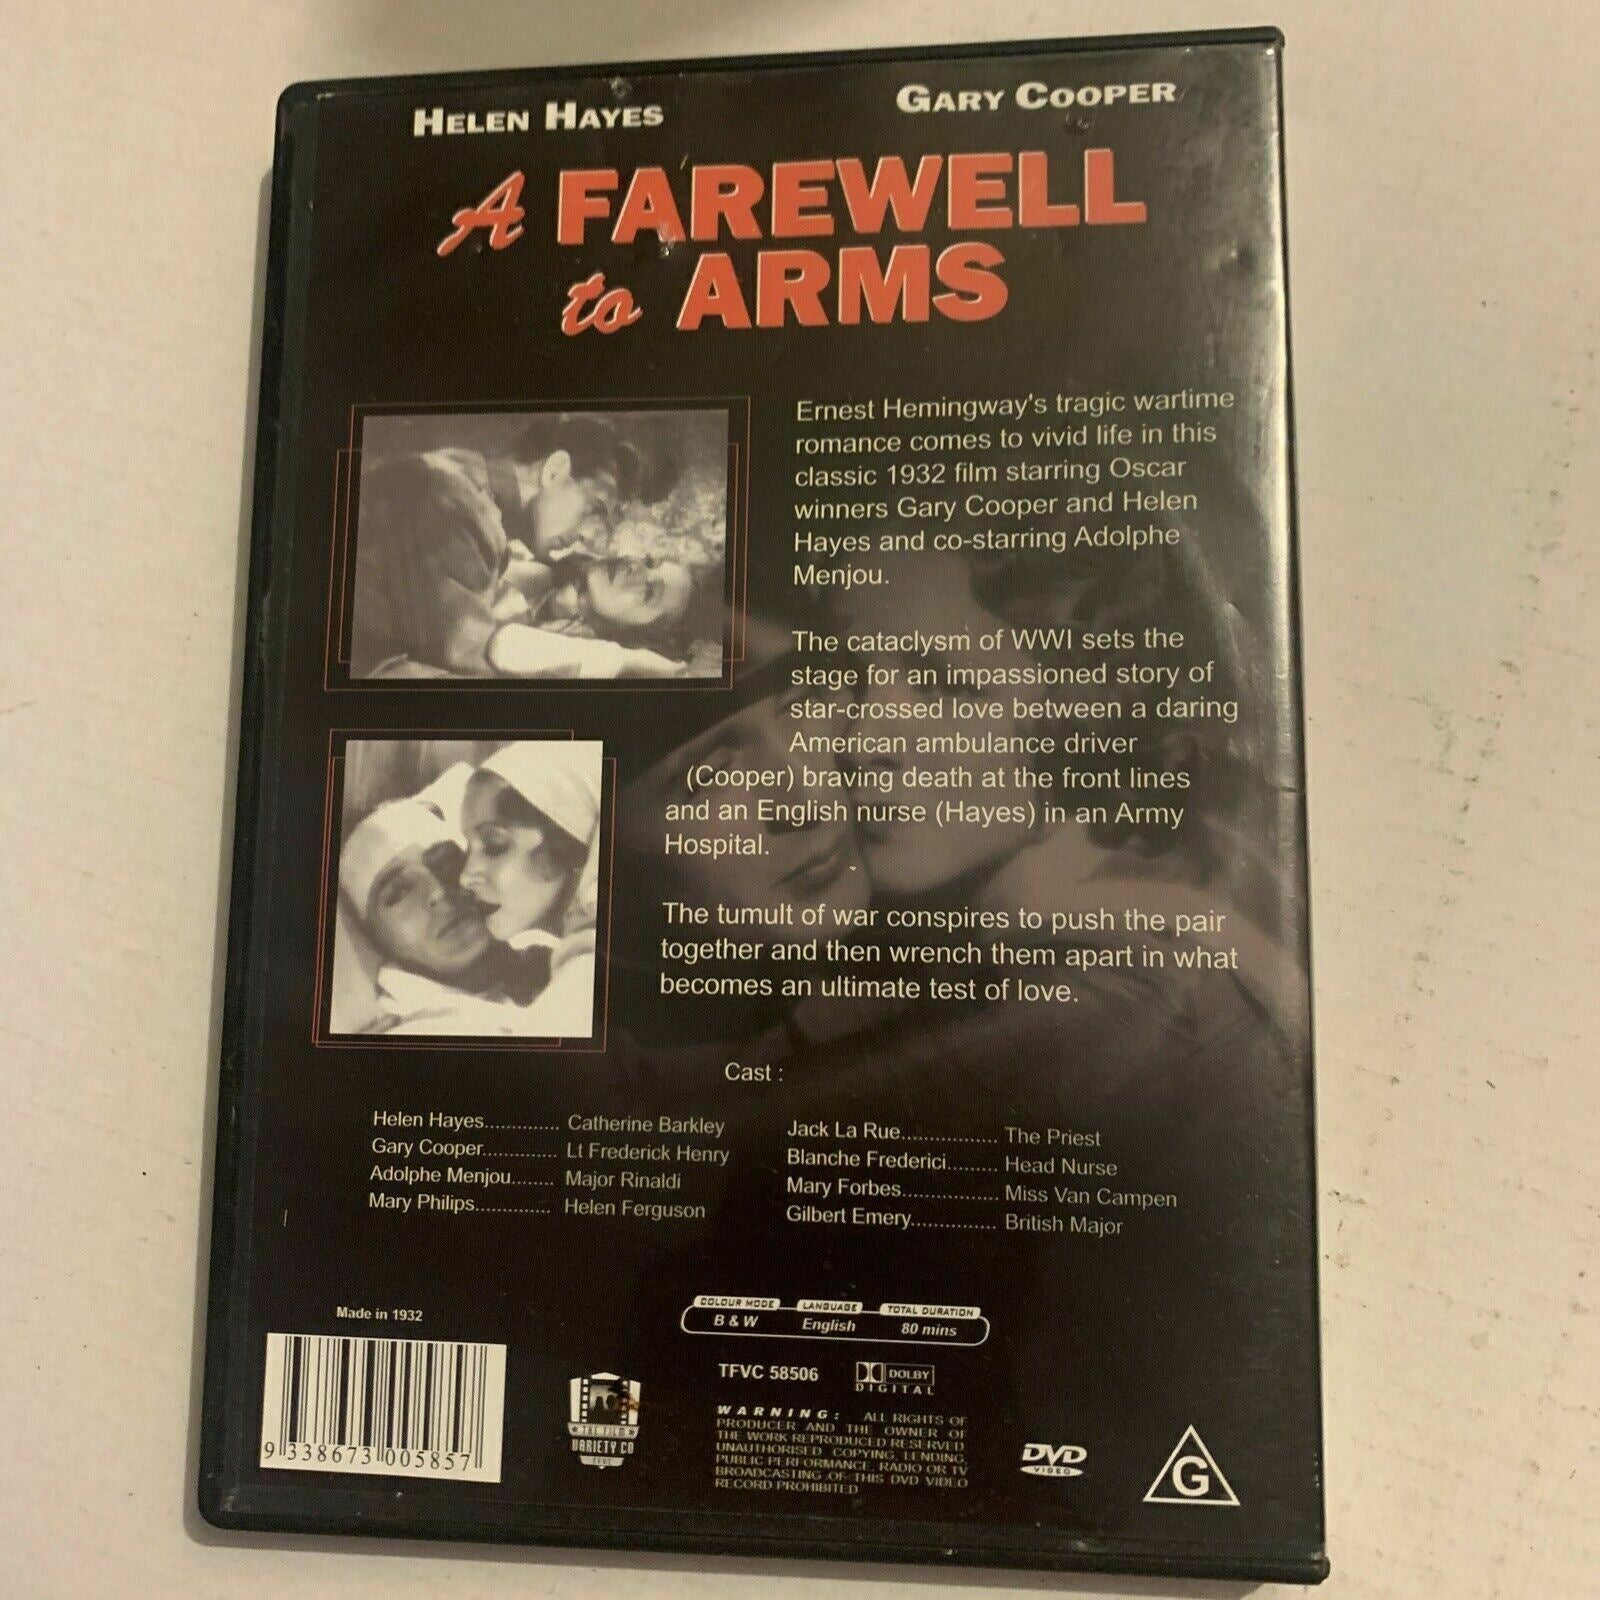 HELEN HAYES
GARY COOPER
A FAREWELL
to ARMS
Ernest Hemingway's tragic wartime
romance comes to vivid life in this
classic 1932 film starring Oscar
winners Gary Cooper and Helen
Hayes and co-starring Adolphe
Menjou.
The cataclysm of WWI sets the
stage for an impassioned story of
star-crossed love between a daring
American ambulance driver
(Cooper) braving death at the front lines
and an English nurse (Hayes) in an Army
Hospital.
The tumult of war conspires to push the pair
together and then wrench them apart in what
becomes an ultimate test of love.
Cast :
Helen Hayes.............. Catherine Barkley
Gary Cooper.............. Lt Frederick Henry
Adolphe Menjou........ Major Rinaldi
Mary Philips.............. Helen Ferguson
Jack La Rue................. The Priest
Blanche Frederici......... Head Nurse
Mary Forbes................. Miss Van Campen
Gilbert Emery............... British Major
Made in 1932
COLOUR MODE LANGUAGE TOTAL DURATION
B & W English 80 mins
TFVC 58506
DOLBY
DIGITAL
WARNING: ALL RIGHTS OF
PRODUCER AND THE OWNER OF
THE WORK REPRODUCED RESERVED
UNAUTHORISED COPYING, LENDING,
PUBLIC PERFORMANCE, RADIO OR TV
BROADCASTING OF THIS DVD VIDEO
RECORD PROHIBITED
9 338673 005857
THE FILM
VARIETY CO
TFVC
DVD
VIDEO
G